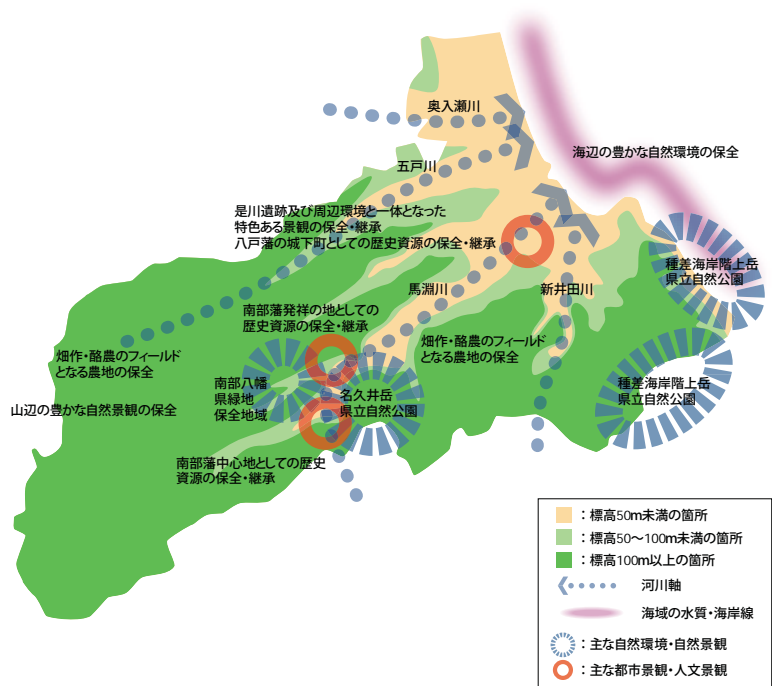 奥入瀬川
海辺の豊かな自然環境の保全
五戸川
是川遺跡及び周辺環境と一体となった
特色ある景観の保全・継承
八戸藩の城下町としての歴史資源の保全・継承
種差海岸階上岳
県立自然公園
馬淵川
新井田川
南部藩発祥の地としての
歴史資源の保全・継承
畑作・酪農のフィールド
となる農地の保全
畑作・酪農のフィールド
となる農地の保全
南部八幡
県緑地
保全地域
名久井岳
県立自然公園
種差海岸階上岳
県立自然公園
山辺の豊かな自然景観の保全
南部藩中心地としての歴史
資源の保全・継承
：標高50m未満の箇所
：標高50〜100m未満の箇所
：標高100m以上の箇所
河川軸
海域の水質・海岸線
：主な自然環境・自然景観
：主な都市景観・人文景観